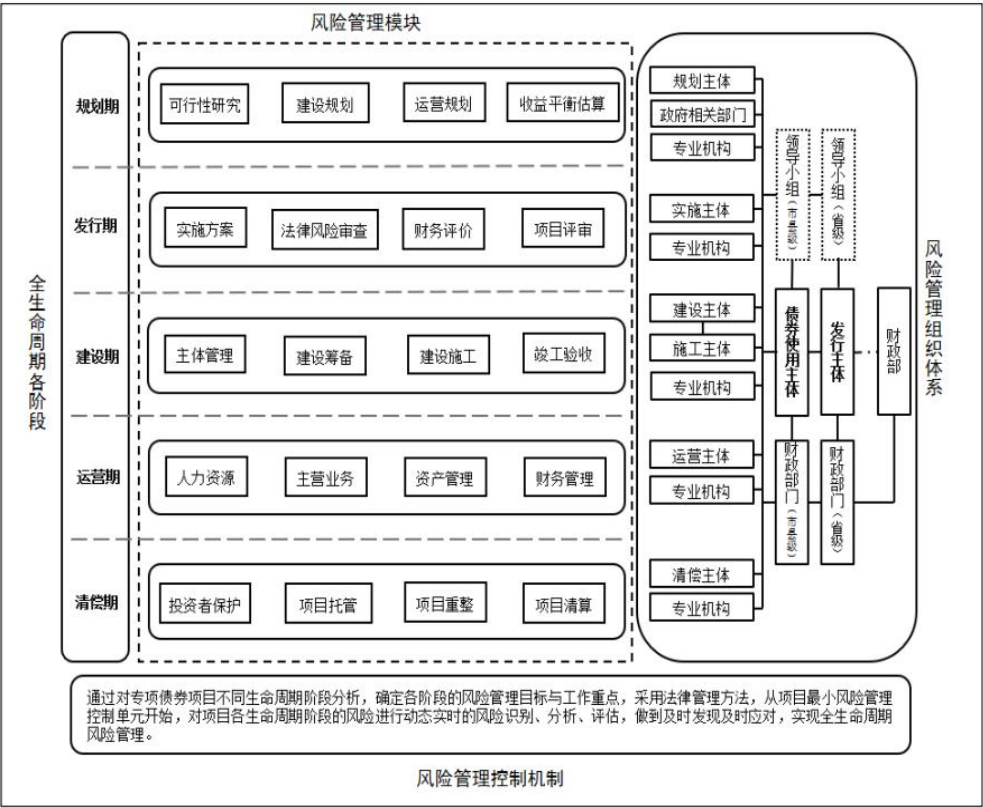 风险管理模块
全生命周期各阶段
规划期
可行性研究
建设规划
运营规划
收益平衡估算
发行期
实施方案
法律风险审查
财务评价
项目评审
建设期
主体管理
建设筹备
建设施工
竣工验收
运营期
人力资源
主营业务
资产管理
财务管理
清偿期
投资者保护
项目托管
项目重整
项目清算
规划主体
政府相关部门
专业机构
实施主体
专业机构
建设主体
施工主体
专业机构
运营主体
专业机构
清偿主体
专业机构
领导小组（市县级）
领导小组（省级）
债券使用主体
发行主体
财政部
财政部门（市县级）
财政部门（省级）
风险管理组织体系
通过对专项债券项目不同生命周期阶段分析，确定各阶段的风险管理目标与工作重点，采用法律管理方法，从项目最小风险管理
控制单元开始，对项目各生命周期阶段的风险进行动态实时的风险识别、分析、评估，做到及时发现及时应对，实现全生命周期
风险管理。
风险管理控制机制